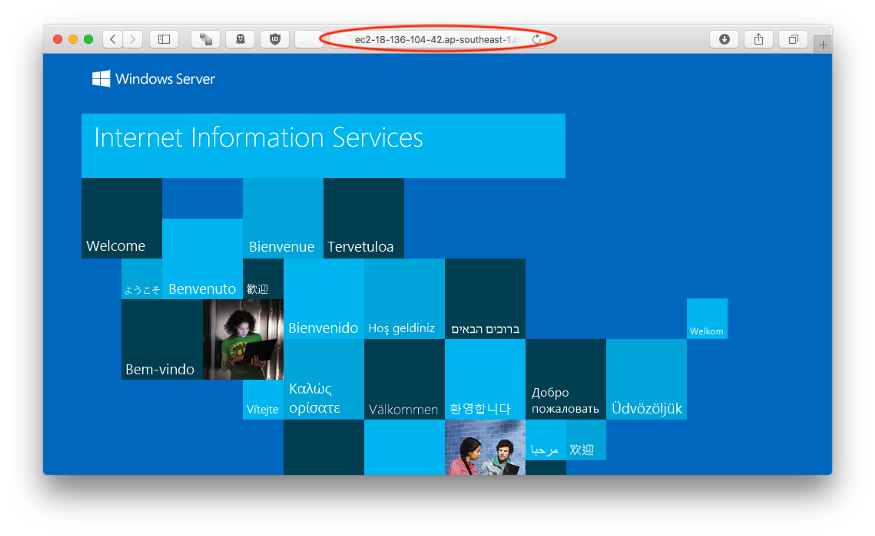 ec2-18-136-104-42.ap-southeast-1.c
Windows Server
Internet Information Services
Welcome
Bienvenue
Tervetuloa
ようこそ
Benvenuto
歡迎
Bienvenido
Hoş geldiniz
ברוכים הבאים
Welkom
Bem-vindo
Vítejte
Καλώς
ορίσατε
Välkommen
환영합니다
Добро
пожаловать
Üdvözöljük
مرحبا
欢迎